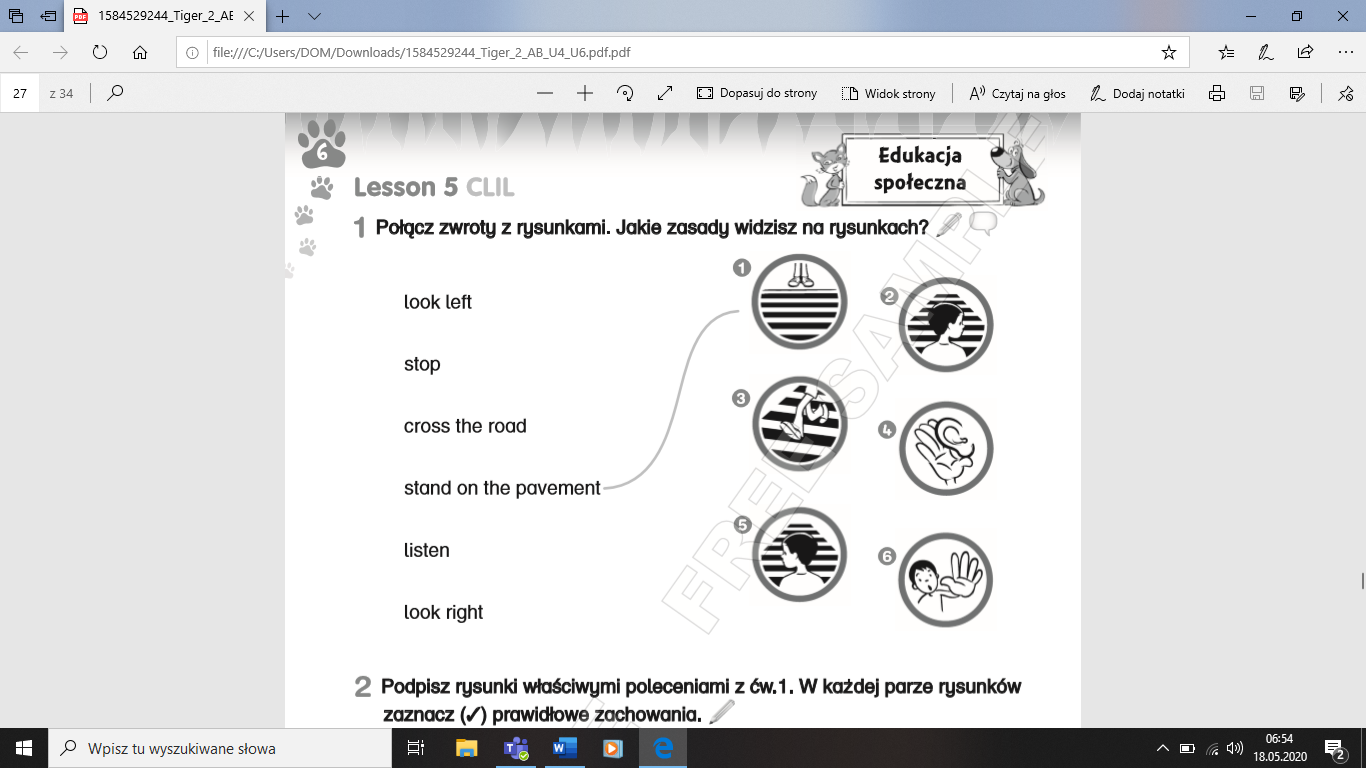 1584529244_Tiger_2_AB
file:///C:/Users/DOM/Downloads/1584529244_Tiger_2_AB_U4_U6.pdf.pdf
27 z 34
Dopasuj do strony
Widok strony
Czytaj na głos
Dodaj notatki
6
Edukacja
społeczna
Lesson 5 CLIL
1 Połącz zwroty z rysunkami. Jakie zasady widzisz na rysunkach?
look left
stop
cross the road
stand on the pavement
listen
look right
1
2
3
4
5
6
FREE SAMPLE
2 Podpisz rysunki właściwymi poleceniami z ćw.1. W każdej parze rysunków
zaznacz (✓) prawidłowe zachowania.
Wpisz tu wyszukiwane słowa
06:54
18.05.2020
2